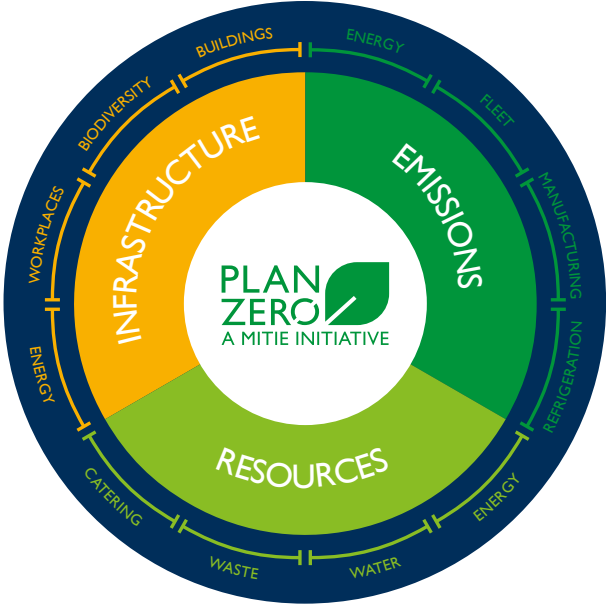 PLAN
ZERO
A MITIE INITIATIVE
EMISSIONS
ENERGY
FLEET
MANUFACTURING
REFRIGERATION
RESOURCES
ENERGY
WATER
WASTE
CATERING
INFRASTRUCTURE
ENERGY
WORKPLACES
BIODIVERSITY
BUILDINGS